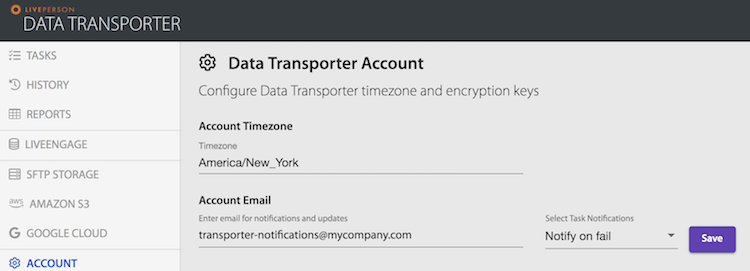 LIVEPERSON
DATA TRANSPORTER
TASKS
HISTORY
REPORTS
LIVEENGAGE
SFTP STORAGE
aws AMAZON S3
GOOGLE CLOUD
ACCOUNT
Data Transporter Account
Configure Data Transporter timezone and encryption keys
Account Timezone
Timezone
America/New_York
Account Email
Enter email for notifications and updates
transporter-notifications@mycompany.com
Select Task Notifications
Notify on fail
Save